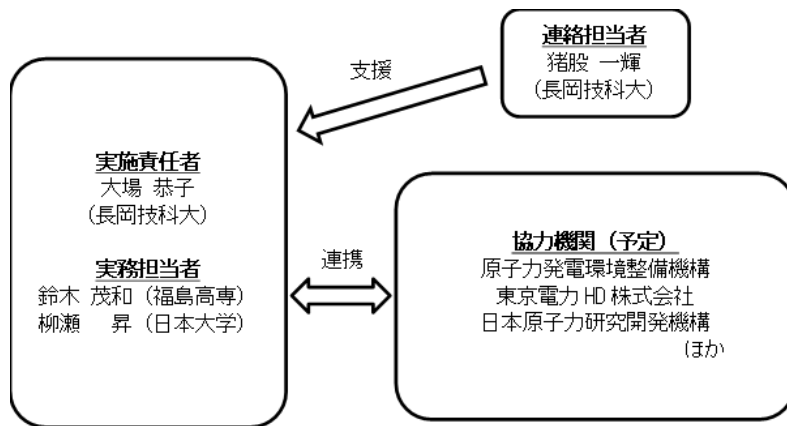 連絡担当者
猪股 一輝
(長岡技科大)
支援
実施責任者
大場 恭子
(長岡技科大)
実務担当者
鈴木 茂和(福島高専)
柳瀬 昇(日本大学)
連携
協力機関(予定)
原子力発電環境整備機構
東京電力HD株式会社
日本原子力研究開発機構
ほか